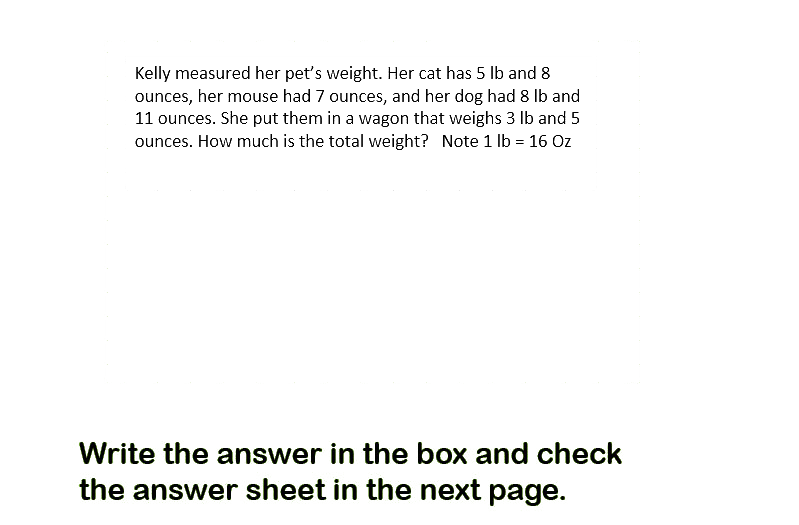 Kelly measured her pet’s weight. Her cat has 5 lb and 8
ounces, her mouse had 7 ounces, and her dog had 8 lb and
11 ounces. She put them in a wagon that weighs 3 lb and 5
ounces. How much is the total weight?   Note 1 lb = 16 Oz
Write the answer in the box and check
the answer sheet in the next page.